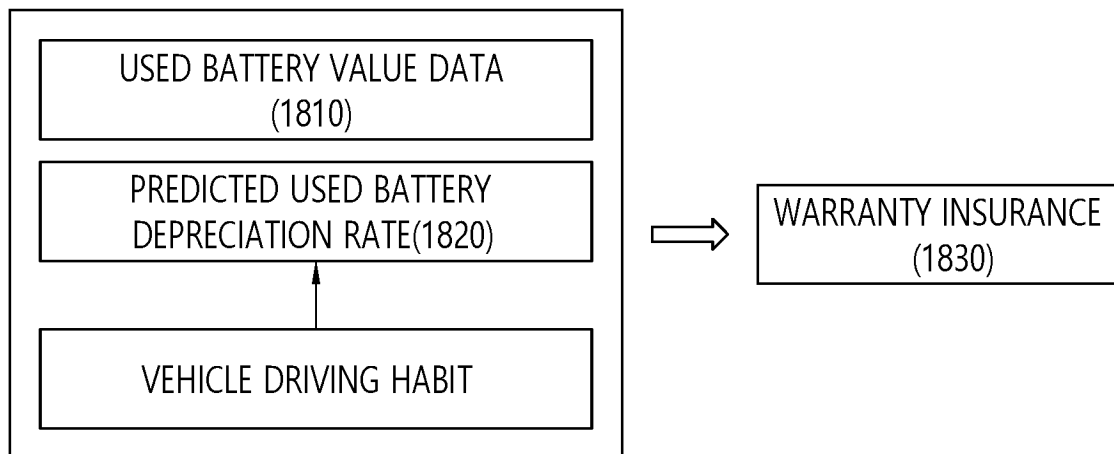 USED BATTERY VALUE DATA
(1810)
PREDICTED USED BATTERY
DEPRECIATION RATE(1820)
VEHICLE DRIVING HABIT
WARRANTY INSURANCE
(1830)